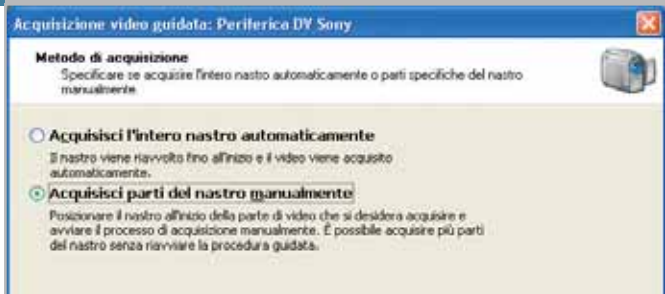 Acquisizione video guidata: Periferica DV Sony
Metodo di acquisizione
Specificare se acquisire l'intero nastro automaticamente o parti specifiche del nastro
manualmente.
Acquisisci l'intero nastro automaticamente
Il nastro viene riavvolto fino all'inizio e il video viene acquisito
automaticamente.
Acquisisci parti del nastro manualmente
Posizionare il nastro all'inizio della parte di video che si desidera acquisire e
avviare il processo di acquisizione manualmente. È possibile acquisire più parti
del nastro senza riavviare la procedura guidata.